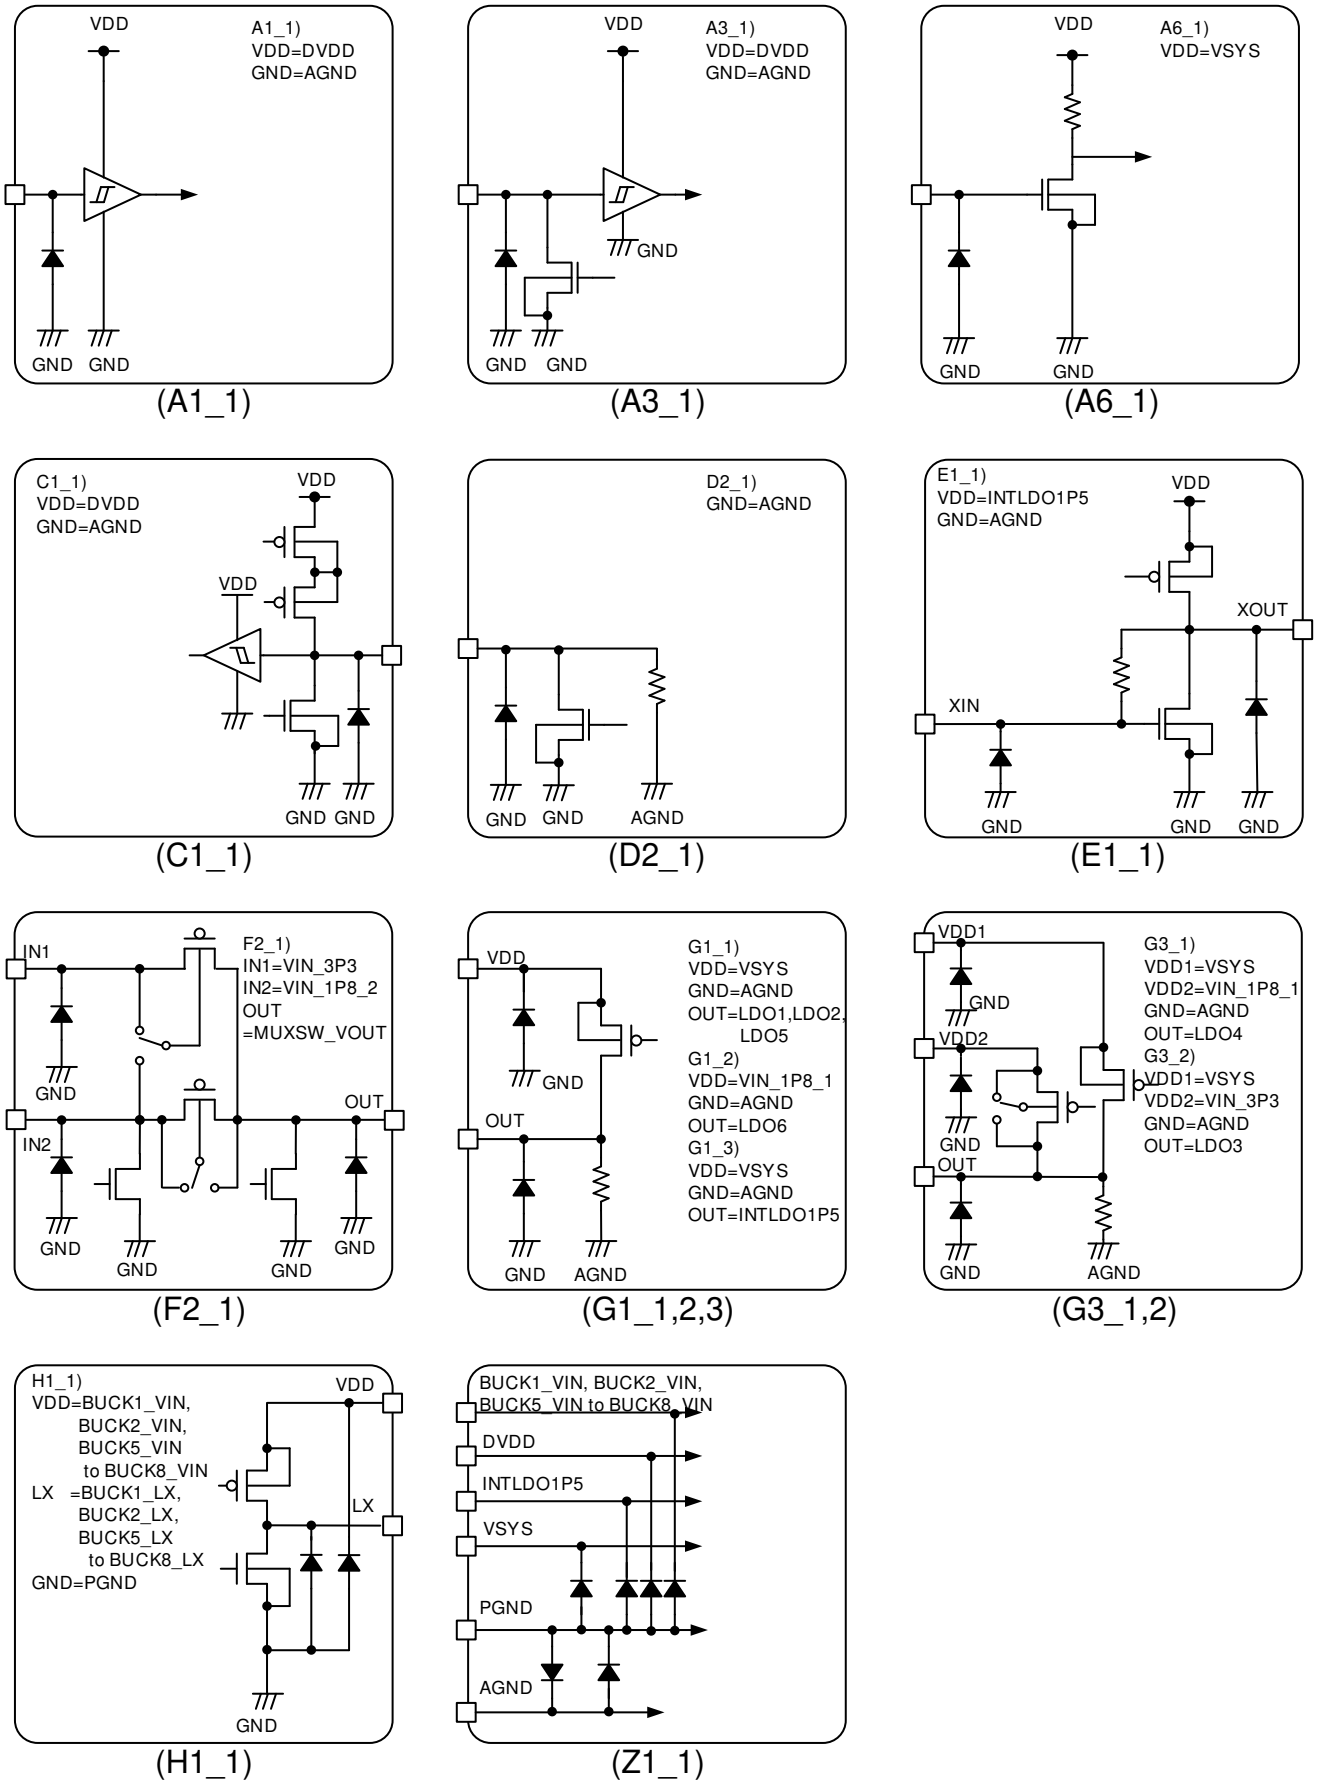 VDD
A1_1)
VDD=DVDD
GND=AGND
GND GND
(A1_1)
VDD
A3_1)
VDD=DVDD
GND=AGND
GND
GND GND
(A3_1)
VDD
A6_1)
VDD=VSYS
GND GND
(A6_1)
C1_1)
VDD=DVDD
GND=AGND
VDD
VDD
GND GND
(C1_1)
D2_1)
GND=AGND
GND GND AGND
(D2_1)
E1_1)
VDD=INTLDO1P5
GND=AGND
VDD
XOUT
XIN
GND GND GND
(E1_1)
IN1
F2_1)
IN1=VIN_3P3
IN2=VIN_1P8_2
OUT
=MUXSW_VOUT
GND
OUT
IN2
GND GND GND GND
(F2_1)
VDD
GND
OUT
GND AGND
G1_1)
VDD=VSYS
GND=AGND
OUT=LDO1,LDO2,
LDO5
G1_2)
VDD=VIN_1P8_1
GND=AGND
OUT=LDO6
G1_3)
VDD=VSYS
GND=AGND
OUT=INTLDO1P5
(G1_1,2,3)
VDD1
GND
VDD2
GND
OUT
GND AGND
G3_1)
VDD1=VSYS
VDD2=VIN_1P8_1
GND=AGND
OUT=LDO4
G3_2)
VDD1=VSYS
VDD2=VIN_3P3
GND=AGND
OUT=LDO3
(G3_1,2)
H1_1)
VDD=BUCK1_VIN,
BUCK2_VIN,
BUCK5_VIN
to BUCK8_VIN
LX =BUCK1_LX,
BUCK2_LX,
BUCK5_LX
to BUCK8_LX
GND=PGND
VDD
LX
GND
(H1_1)
BUCK1_VIN, BUCK2_VIN,
BUCK5_VIN to BUCK8_VIN
DVDD
INTLDO1P5
VSYS
PGND
AGND
(Z1_1)